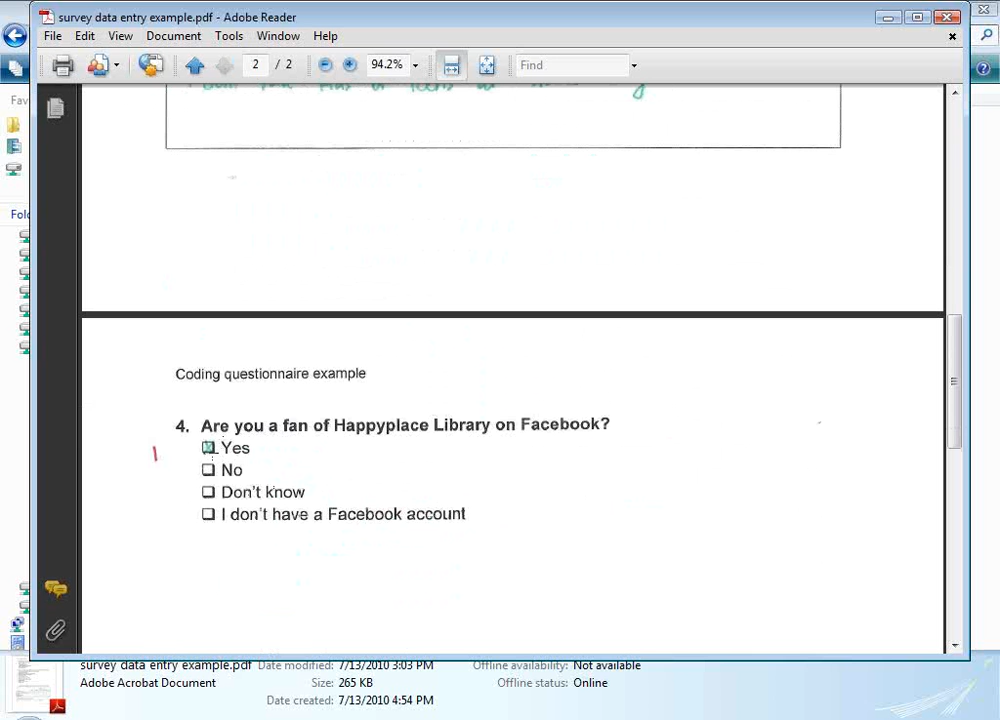 survey data entry example.pdf - Adobe Reader
File Edit View Document Tools Window Help
2 / 2 94.2% Find
Fav
Folc
Coding questionnaire example
4. Are you a fan of Happyplace Library on Facebook?
1 Yes
No
Don't know
I don't have a Facebook account
survey data entry example.pdf Date modified: 7/13/2010 3:03 PM Offline availability: Not available
Adobe Acrobat Document Size: 265 KB Offline status: Online
Date created: 7/13/2010 4:54 PM